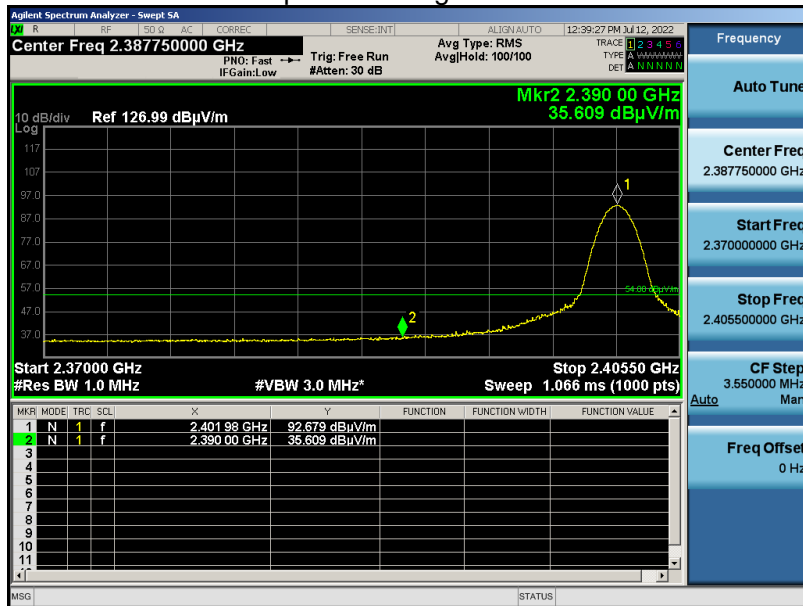 Agilent Spectrum Analyzer - Swept SA
LXI R RF 50 Ω AC CORREC SENSE:INT ALIGN AUTO 12:39:27 PM Jul 12, 2022
Center Freq 2.387750000 GHz
PNO: Fast
IFGain:Low
Trig: Free Run
#Atten: 30 dB
Avg Type: RMS
Avg|Hold: 100/100
TRACE 1 2 3 4 5 6
TYPE A WWWWW
DET A N N N N N
Mkr2 2.390 00 GHz
35.609 dBµV/m
10 dB/div Ref 126.99 dBµV/m
Log
117
107
97.0
87.0
77.0
67.0
57.0
47.0
37.0
1
2
54.00 dBµV/m
Start 2.37000 GHz Stop 2.40550 GHz
#Res BW 1.0 MHz #VBW 3.0 MHz* Sweep 1.066 ms (1000 pts)
MKR MODE TRC SCL X Y FUNCTION FUNCTION WIDTH FUNCTION VALUE
1 N 1 f 2.401 98 GHz 92.679 dBµV/m
2 N 1 f 2.390 00 GHz 35.609 dBµV/m
3
4
5
6
7
8
9
10
11
MSG STATUS
Frequency
Auto Tune
Center Freq
2.387750000 GHz
Start Freq
2.370000000 GHz
Stop Freq
2.405500000 GHz
CF Step
3.550000 MHz
Auto Man
Freq Offset
0 Hz